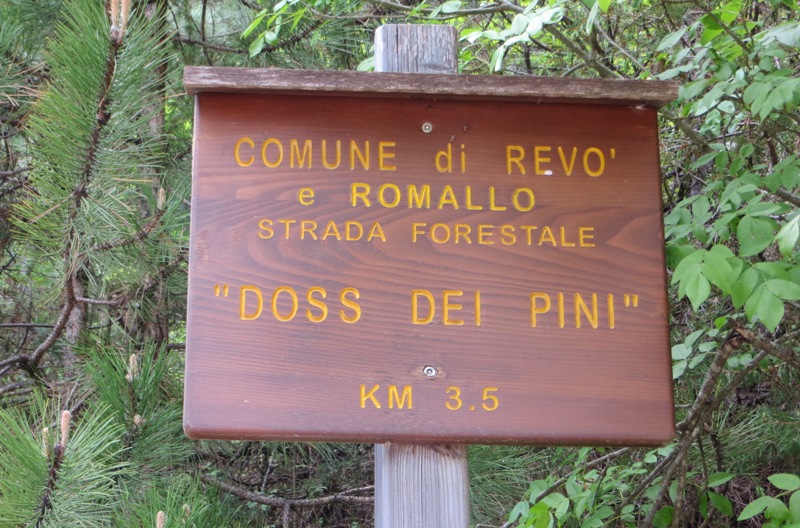 COMUNE di REVO'
e ROMALLO
STRADA FORESTALE
"DOSS DEI PINI"
KM 3.5